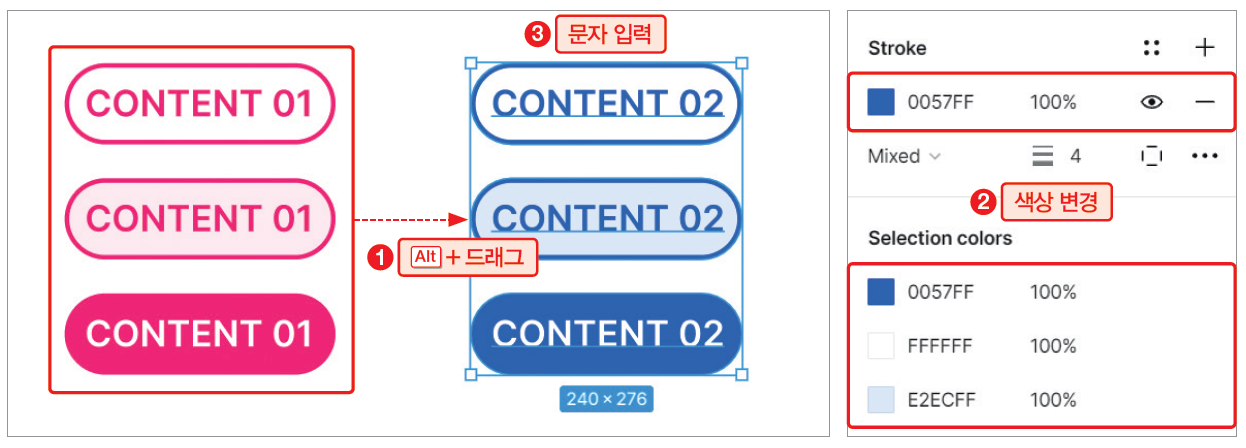 3 문자 입력
CONTENT 01
CONTENT 01
CONTENT 01
1 Alt + 드래그
CONTENT 02
CONTENT 02
CONTENT 02
240 × 276
Stroke
0057FF 100%
Mixed 4
2 색상 변경
Selection colors
0057FF 100%
FFFFFF 100%
E2ECFF 100%